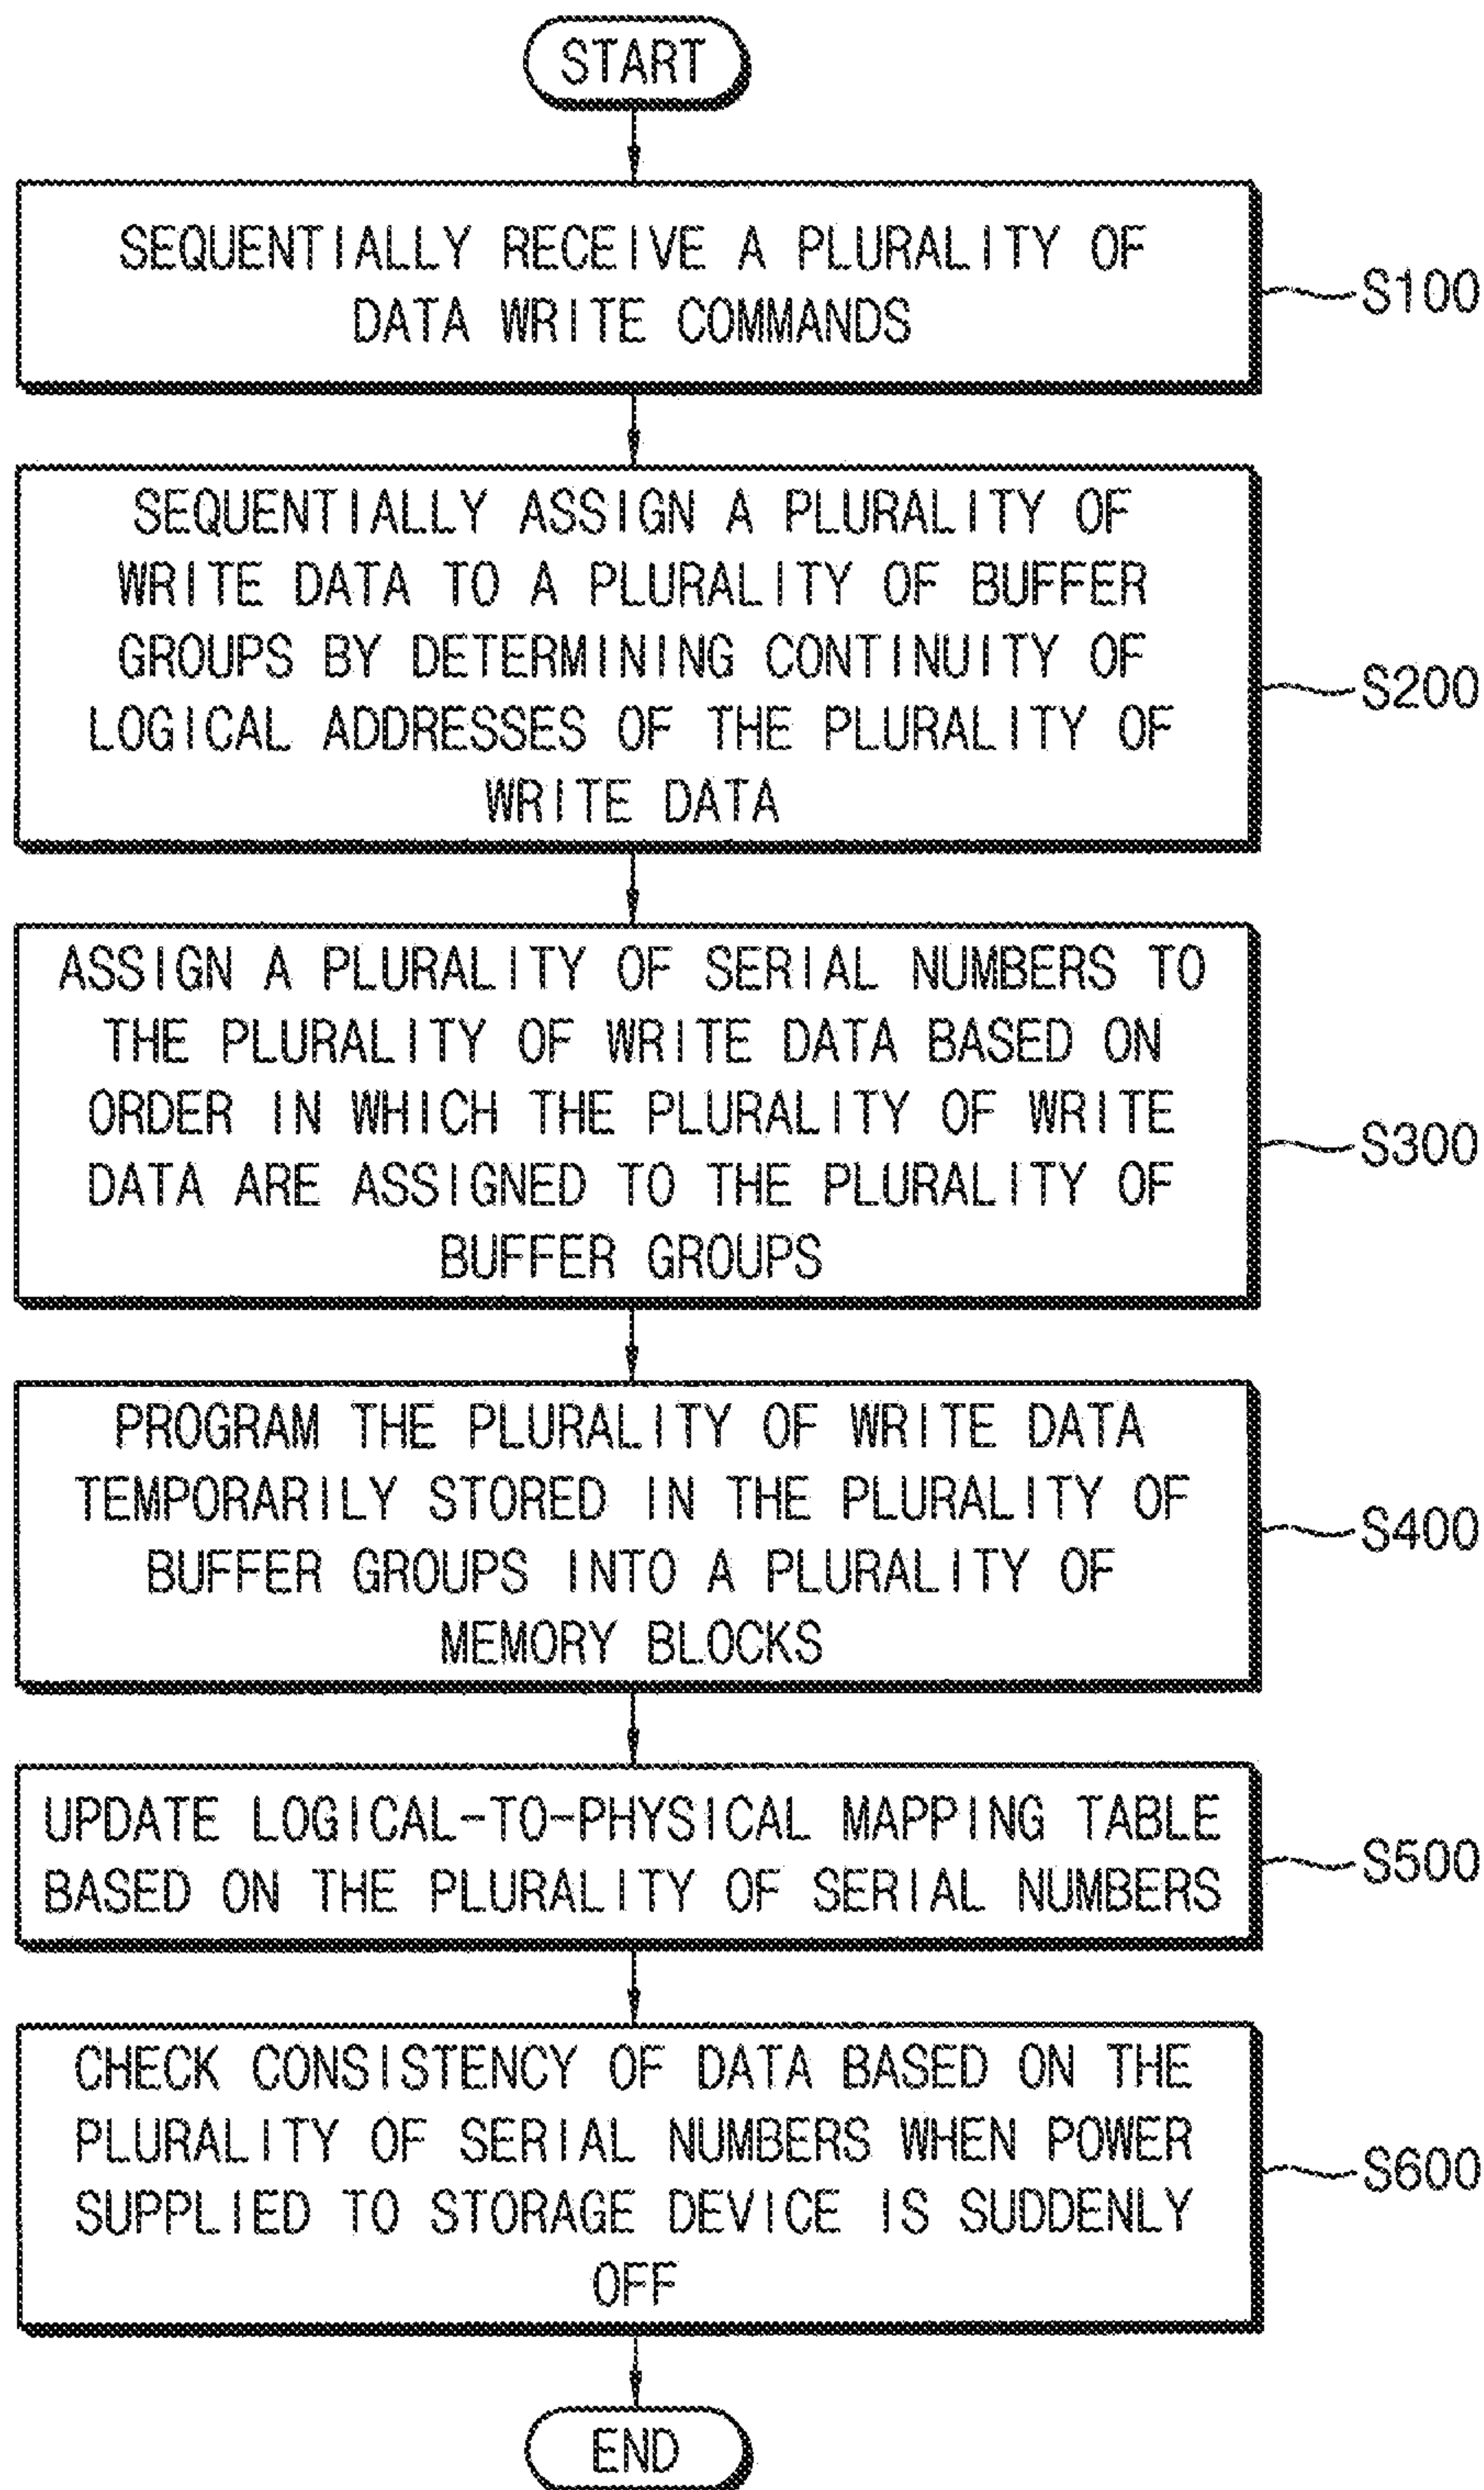 START
SEQUENTIALLY RECEIVE A PLURALITY OF
DATA WRITE COMMANDS
S100
SEQUENTIALLY ASSIGN A PLURALITY OF
WRITE DATA TO A PLURALITY OF BUFFER
GROUPS BY DETERMINING CONTINUITY OF
LOGICAL ADDRESSES OF THE PLURALITY OF
WRITE DATA
S200
ASSIGN A PLURALITY OF SERIAL NUMBERS TO
THE PLURALITY OF WRITE DATA BASED ON
ORDER IN WHICH THE PLURALITY OF WRITE
DATA ARE ASSIGNED TO THE PLURALITY OF
BUFFER GROUPS
S300
PROGRAM THE PLURALITY OF WRITE DATA
TEMPORARILY STORED IN THE PLURALITY OF
BUFFER GROUPS INTO A PLURALITY OF
MEMORY BLOCKS
S400
UPDATE LOGICAL-TO-PHYSICAL MAPPING TABLE
BASED ON THE PLURALITY OF SERIAL NUMBERS
S500
CHECK CONSISTENCY OF DATA BASED ON THE
PLURALITY OF SERIAL NUMBERS WHEN POWER
SUPPLIED TO STORAGE DEVICE IS SUDDENLY
OFF
S600
END